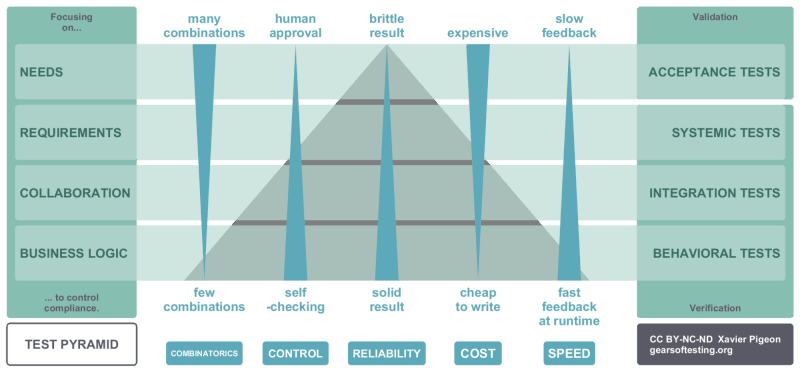 Focusing
on...
many
combinations
human
approval
brittle
result
expensive
slow
feedback
Validation
NEEDS
ACCEPTANCE TESTS
REQUIREMENTS
SYSTEMIC TESTS
COLLABORATION
INTEGRATION TESTS
BUSINESS LOGIC
BEHAVIORAL TESTS
... to control
compliance.
few
combinations
self
-checking
solid
result
cheap
to write
fast
feedback
at runtime
Verification
TEST PYRAMID
COMBINATORICS
CONTROL
RELIABILITY
COST
SPEED
CC BY-NC-ND Xavier Pigeon
gearsoftesting.org